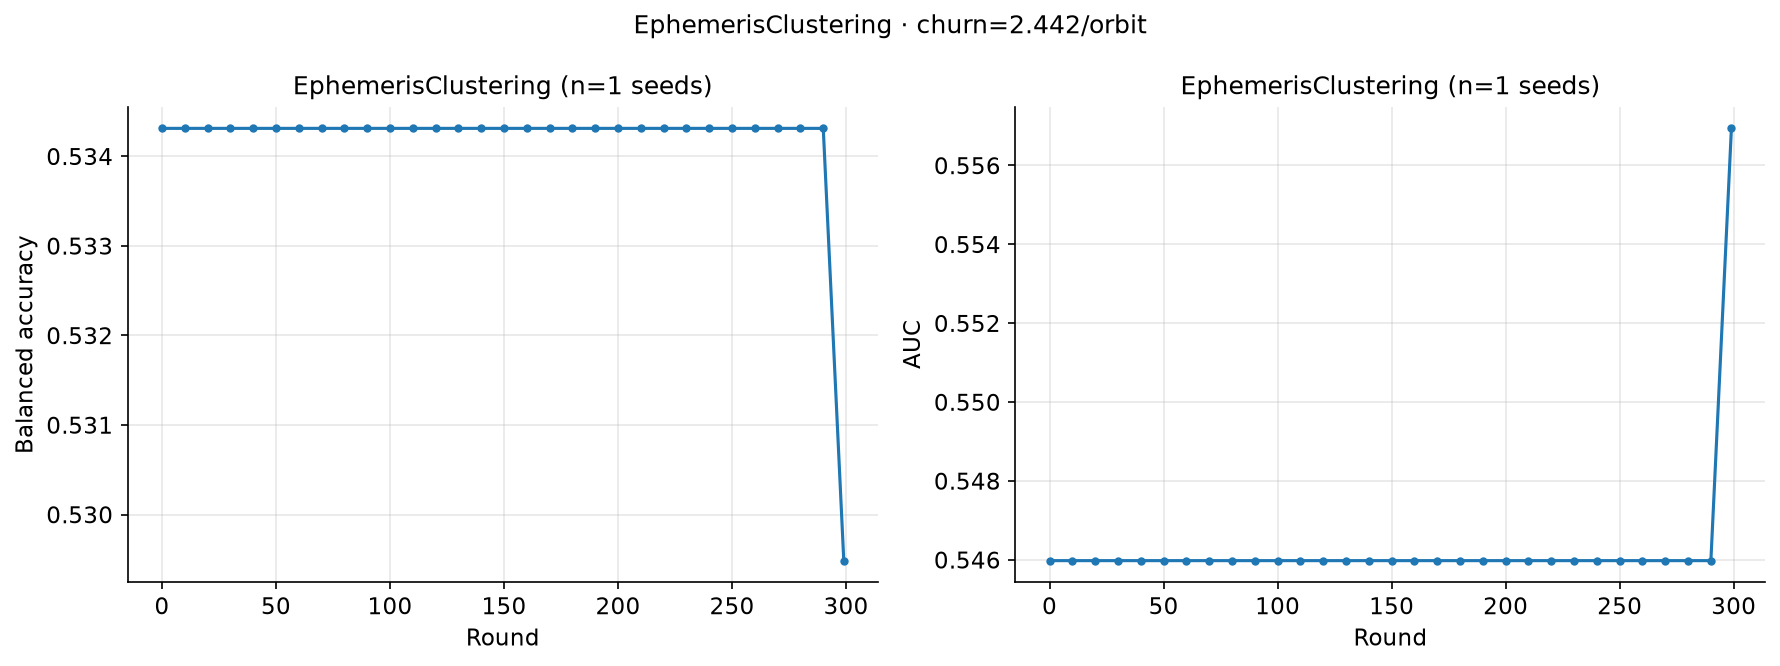 EphemerisClustering · churn=2.442/orbit
EphemerisClustering (n=1 seeds)
Balanced accuracy
0.534
0.533
0.532
0.531
0.530
0 50 100 150 200 250 300
Round
EphemerisClustering (n=1 seeds)
AUC
0.556
0.554
0.552
0.550
0.548
0.546
0 50 100 150 200 250 300
Round